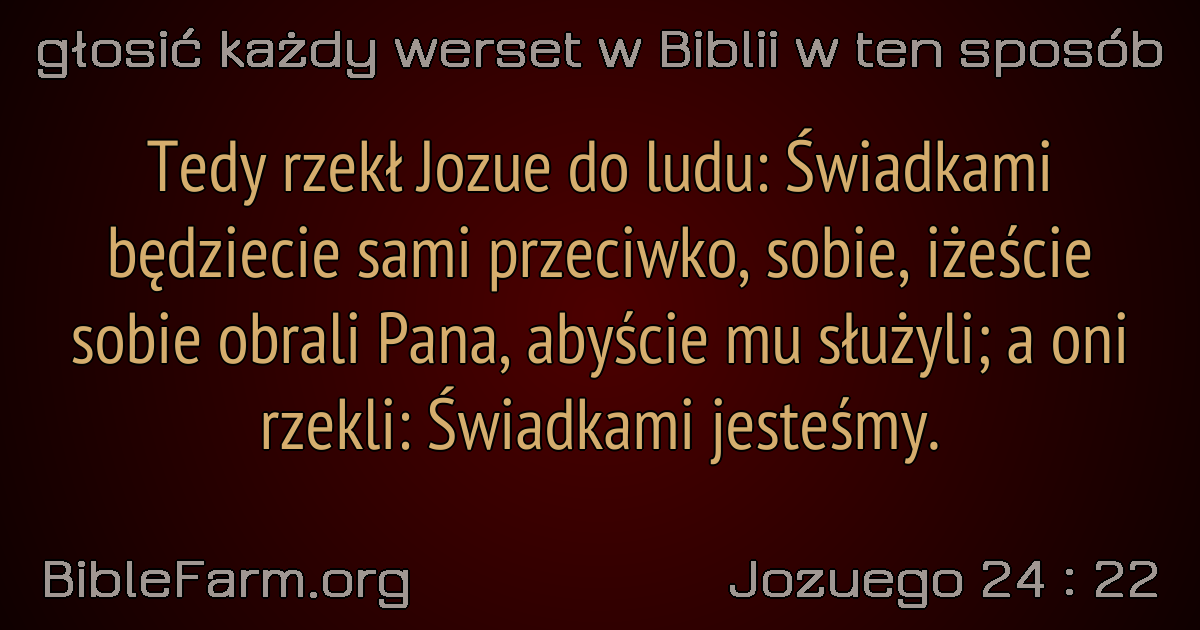 głosić każdy werset w Biblii w ten sposób
Tedy rzekł Jozue do ludu: Świadkami
będziecie sami przeciwko, sobie, iżeście
sobie obrali Pana, abyście mu służyli; a oni
rzekli: Świadkami jesteśmy.
BibleFarm.org
Jozuego 24 : 22